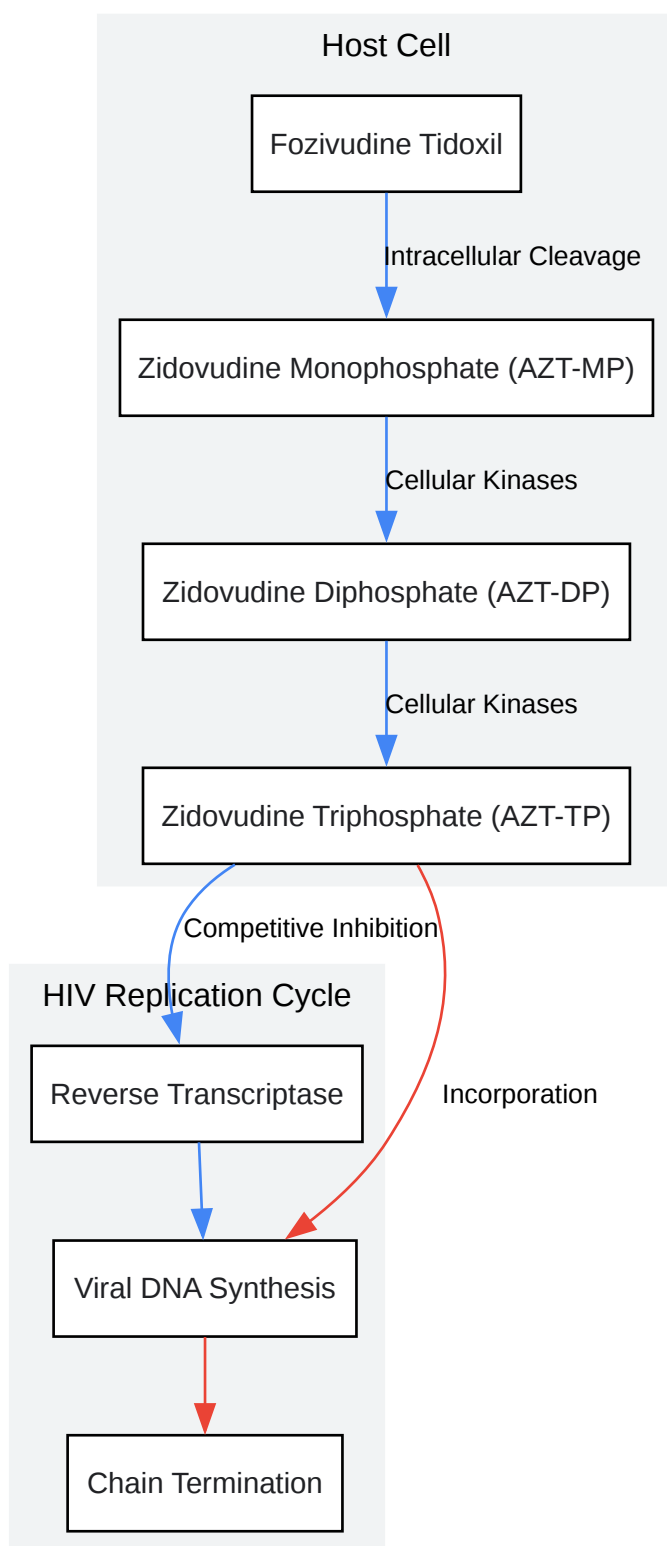 Host Cell
Fozivudine Tidoxil
Intracellular Cleavage
Zidovudine Monophosphate (AZT-MP)
Cellular Kinases
Zidovudine Diphosphate (AZT-DP)
Cellular Kinases
Zidovudine Triphosphate (AZT-TP)
Competitive Inhibition
HIV Replication Cycle
Reverse Transcriptase
Incorporation
Viral DNA Synthesis
Chain Termination